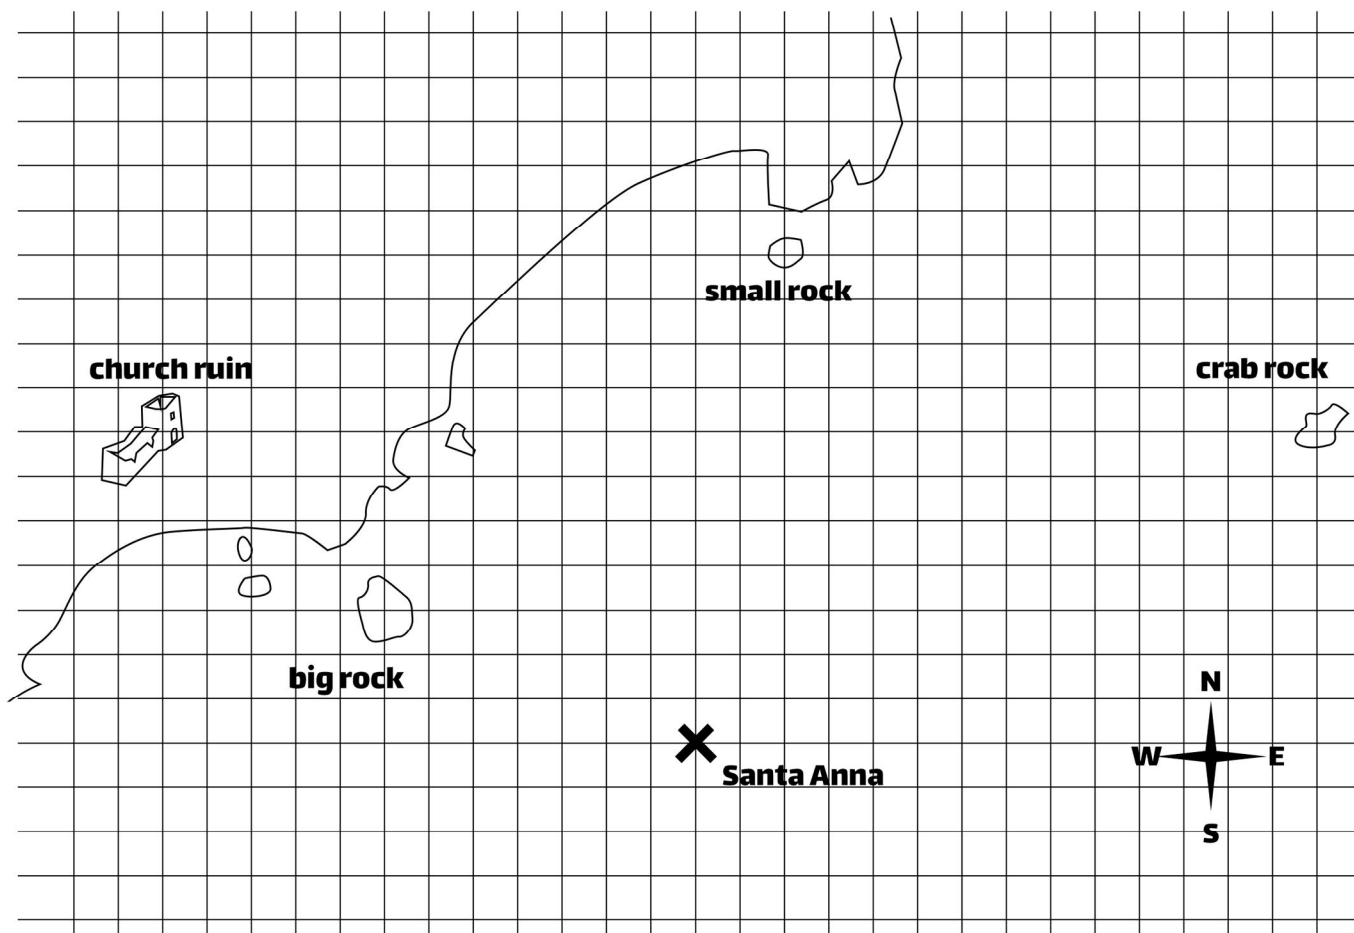 small rock
church ruin
crab rock
big rock
N
W
E
Santa Anna
S